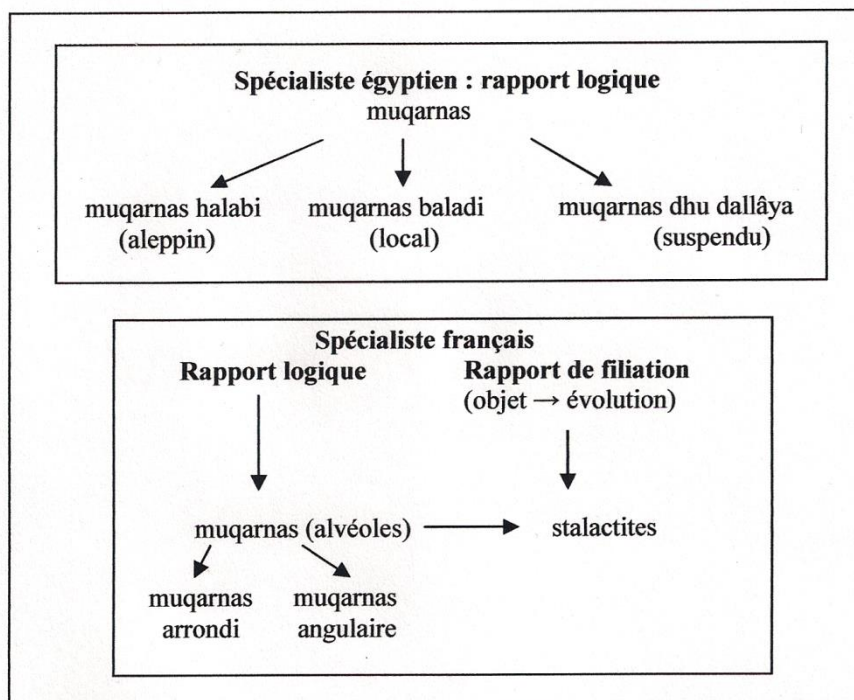 Spécialiste égyptien : rapport logique
muqarnas
muqarnas halabi
(aleppin)
muqarnas baladi
(local)
muqarnas dhu dallâya
(suspendu)
Spécialiste français
Rapport logique
Rapport de filiation
(objet → évolution)
muqarnas (alvéoles)
stalactites
muqarnas
arrondi
muqarnas
angulaire